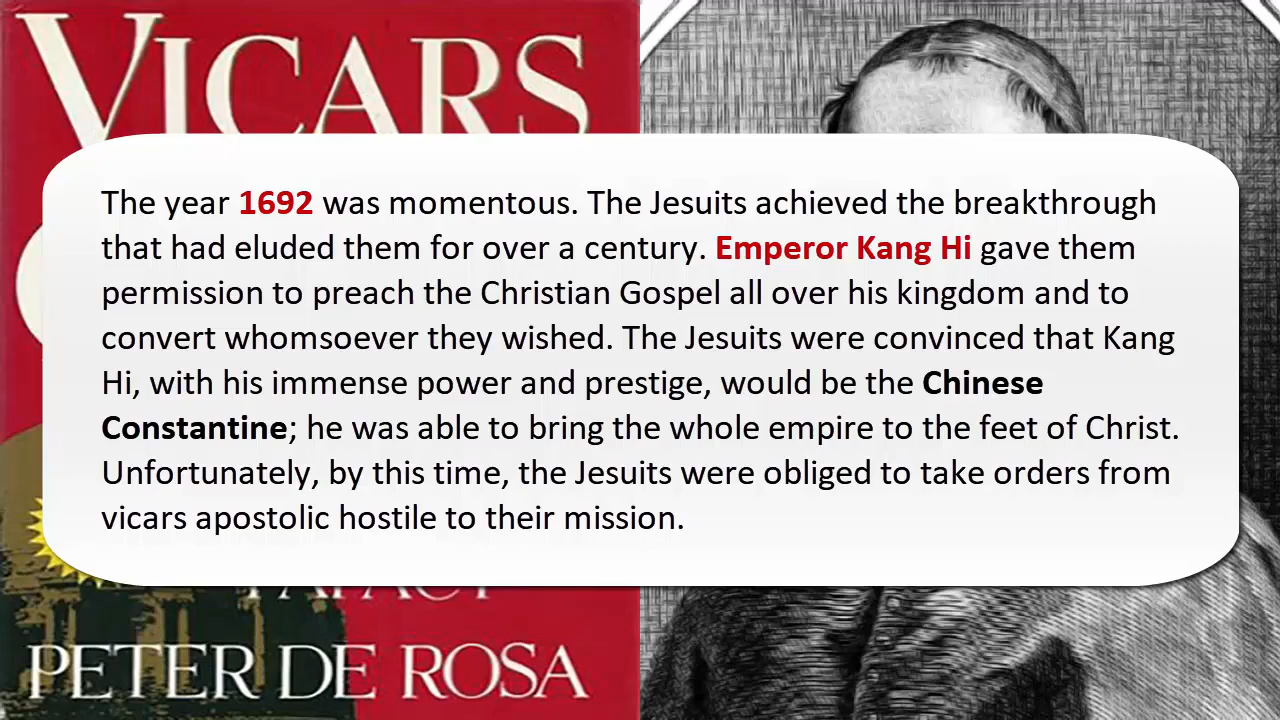 VICARS
The year 1692 was momentous. The Jesuits achieved the breakthrough
that had eluded them for over a century. Emperor Kang Hi gave them
permission to preach the Christian Gospel all over his kingdom and to
convert whomsoever they wished. The Jesuits were convinced that Kang
Hi, with his immense power and prestige, would be the Chinese
Constantine; he was able to bring the whole empire to the feet of Christ.
Unfortunately, by this time, the Jesuits were obliged to take orders from
vicars apostolic hostile to their mission.
PETER DE ROSA